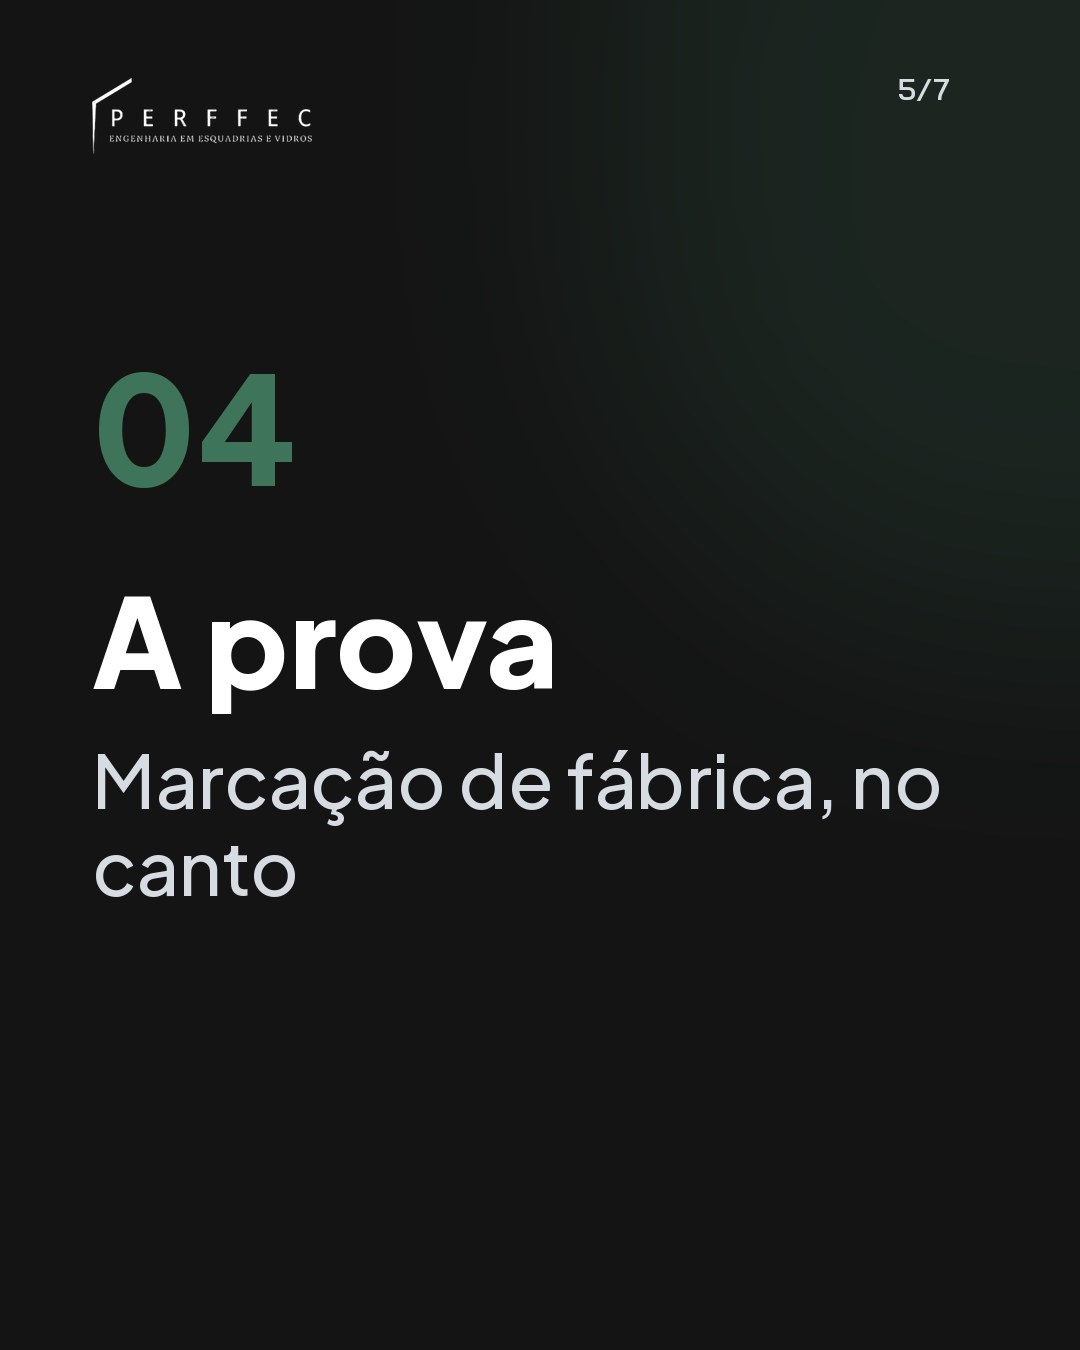 PERFFEC
ENGENHARIA EM ESQUADRIAS E VIDROS
5/7
04
A prova
Marcação de fábrica, no
canto